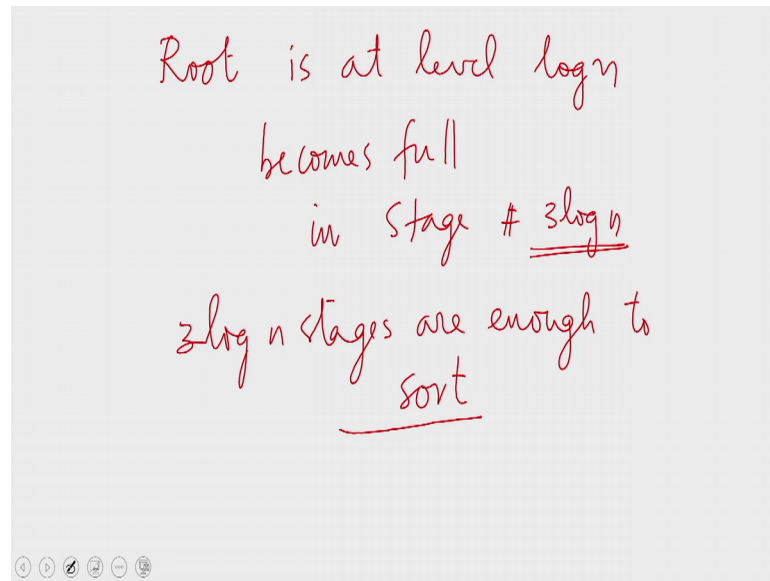 Root is at level log n
becomes full
in stage # 3log n
3log n stages are enough to
sort